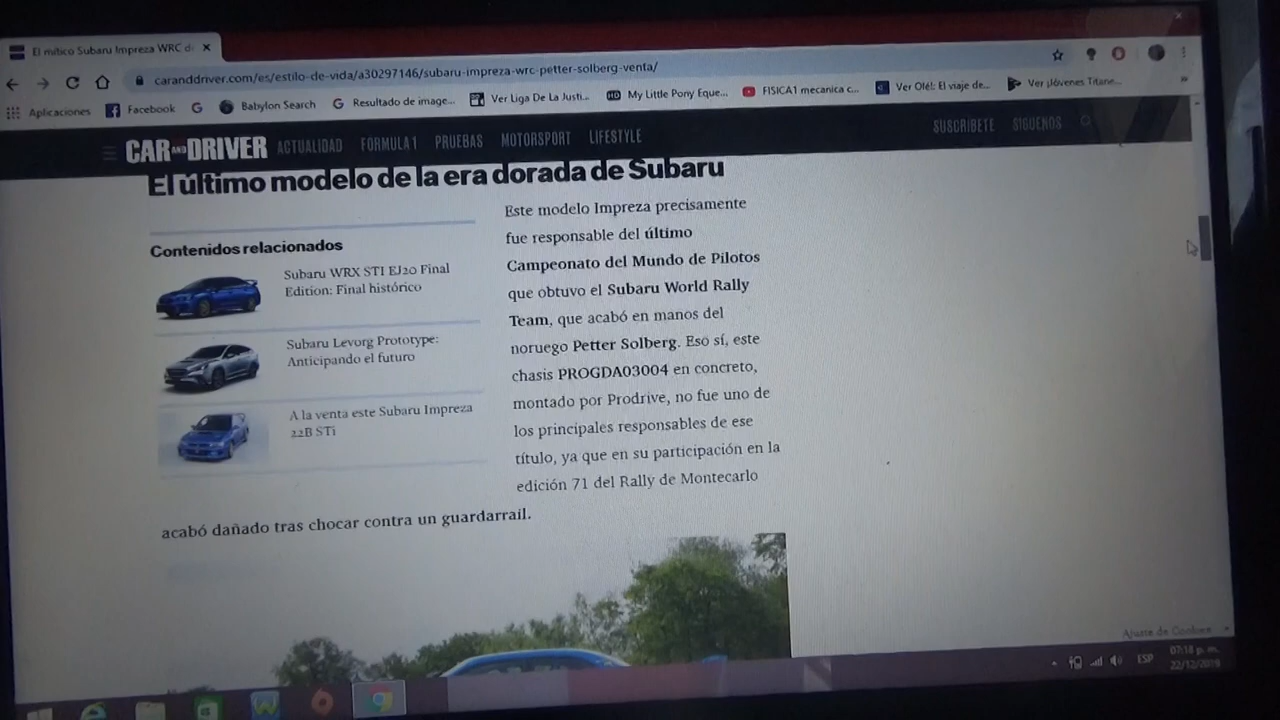 El mítico Subaru Impreza WRC d
caranddriver.com/es/estilo-de-vida/a30297146/subaru-impreza-wrc-petter-solberg-venta/
Aplicaciones
Facebook
Babylon Search
Resultado de image...
Ver Liga De La Justi...
My Little Pony Eque...
FISICA1 mecanica c...
Ver Olé!: El viaje de...
Ver ¡Jóvenes Titane...
CAR AND DRIVER
ACTUALIDAD
FÓRMULA 1
PRUEBAS
MOTORSPORT
LIFESTYLE
SUSCRÍBETE
SÍGUENOS
El último modelo de la era dorada de Subaru
Contenidos relacionados
Subaru WRX STI EJ20 Final
Edition: Final histórico
Subaru Levorg Prototype:
Anticipando el futuro
A la venta este Subaru Impreza
22B STi
Este modelo Impreza precisamente
fue responsable del último
Campeonato del Mundo de Pilotos
que obtuvo el Subaru World Rally
Team, que acabó en manos del
noruego Petter Solberg. Eso sí, este
chasis PROGDA03004 en concreto,
montado por Prodrive, no fue uno de
los principales responsables de ese
título, ya que en su participación en la
edición 71 del Rally de Montecarlo
acabó dañado tras chocar contra un guardarrail.
Ajuste de Cookies
ESP
07:18 p. m.
22/12/2019